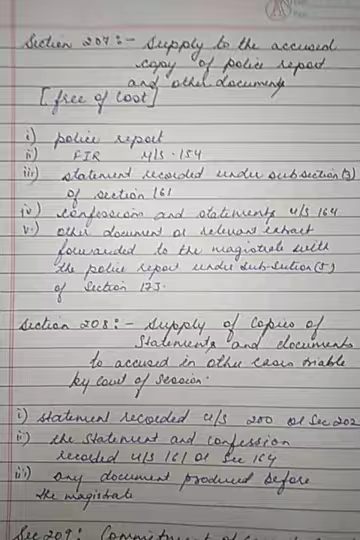 Section 207:- Supply to the accused
copy of police report
and other documents
[free of Cost]
i) police report
ii) FIR U/S - 154
iii) statement recorded under subsection(3)
of section 161
iv) Confessions and statements u/s 164
v) other document or relevant extract
forwarded to the magistrate with
the police report under Sub-Section(5)
of Section 173.
Section 208:- Supply of Copies of
Statements and documents
to accused in other cases triable
by court of Session.
i) statement recorded u/s 200 or Sec 202
ii) the Statement and confession
recorded u/s 161 or Sec 164
iii) any document produced before
the magistrate
Sec 209:- Commitment of